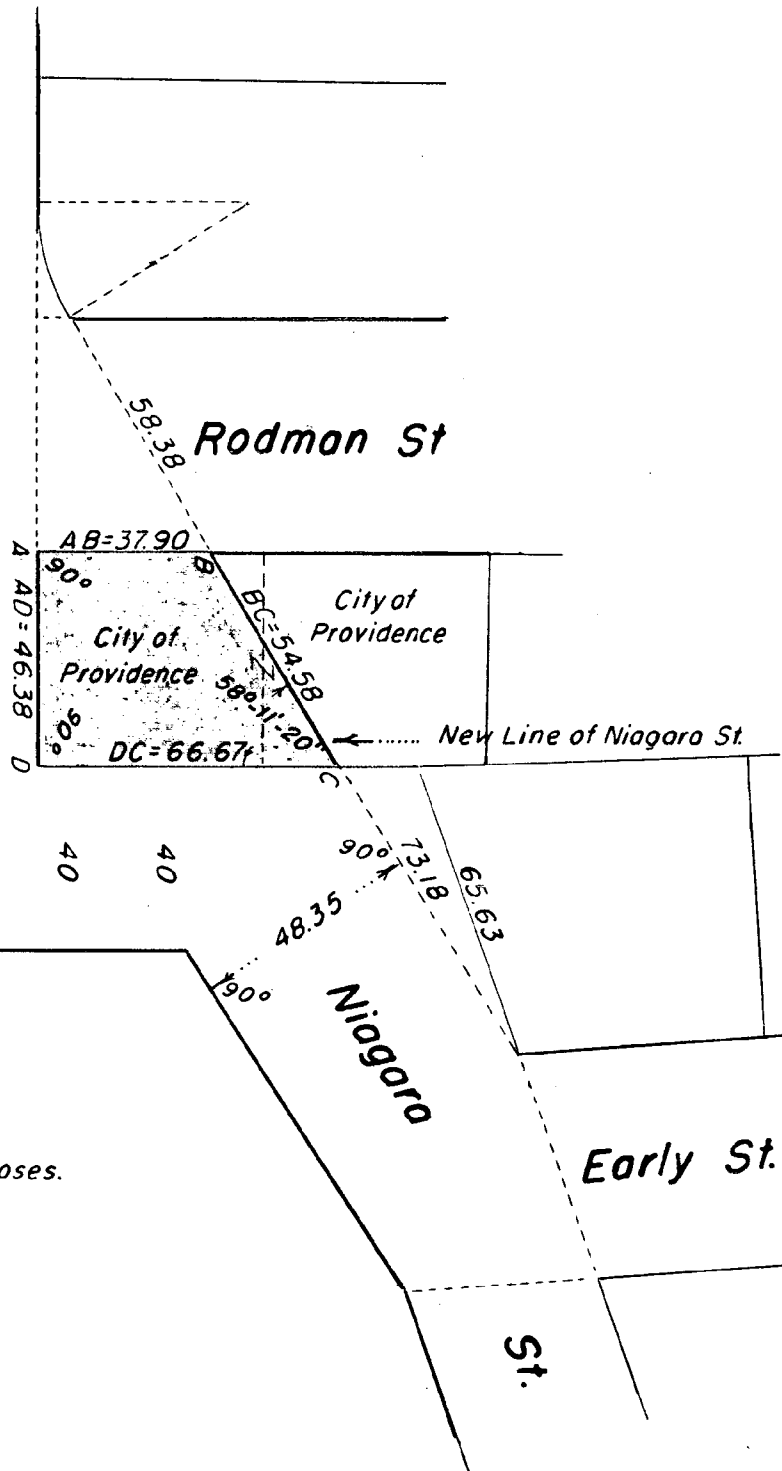 58.38
Rodman St
AB=37.90
A
90°
B
AD=46.38
BC=54.58
City of
Providence
City of
Providence
58°-11'-20"
90°
D
DC=66.67±
C
New Line of Niagara St.
40
40
90°
73.18
65.63
48.35
90°
Niagara
St.
Early St.
oses.